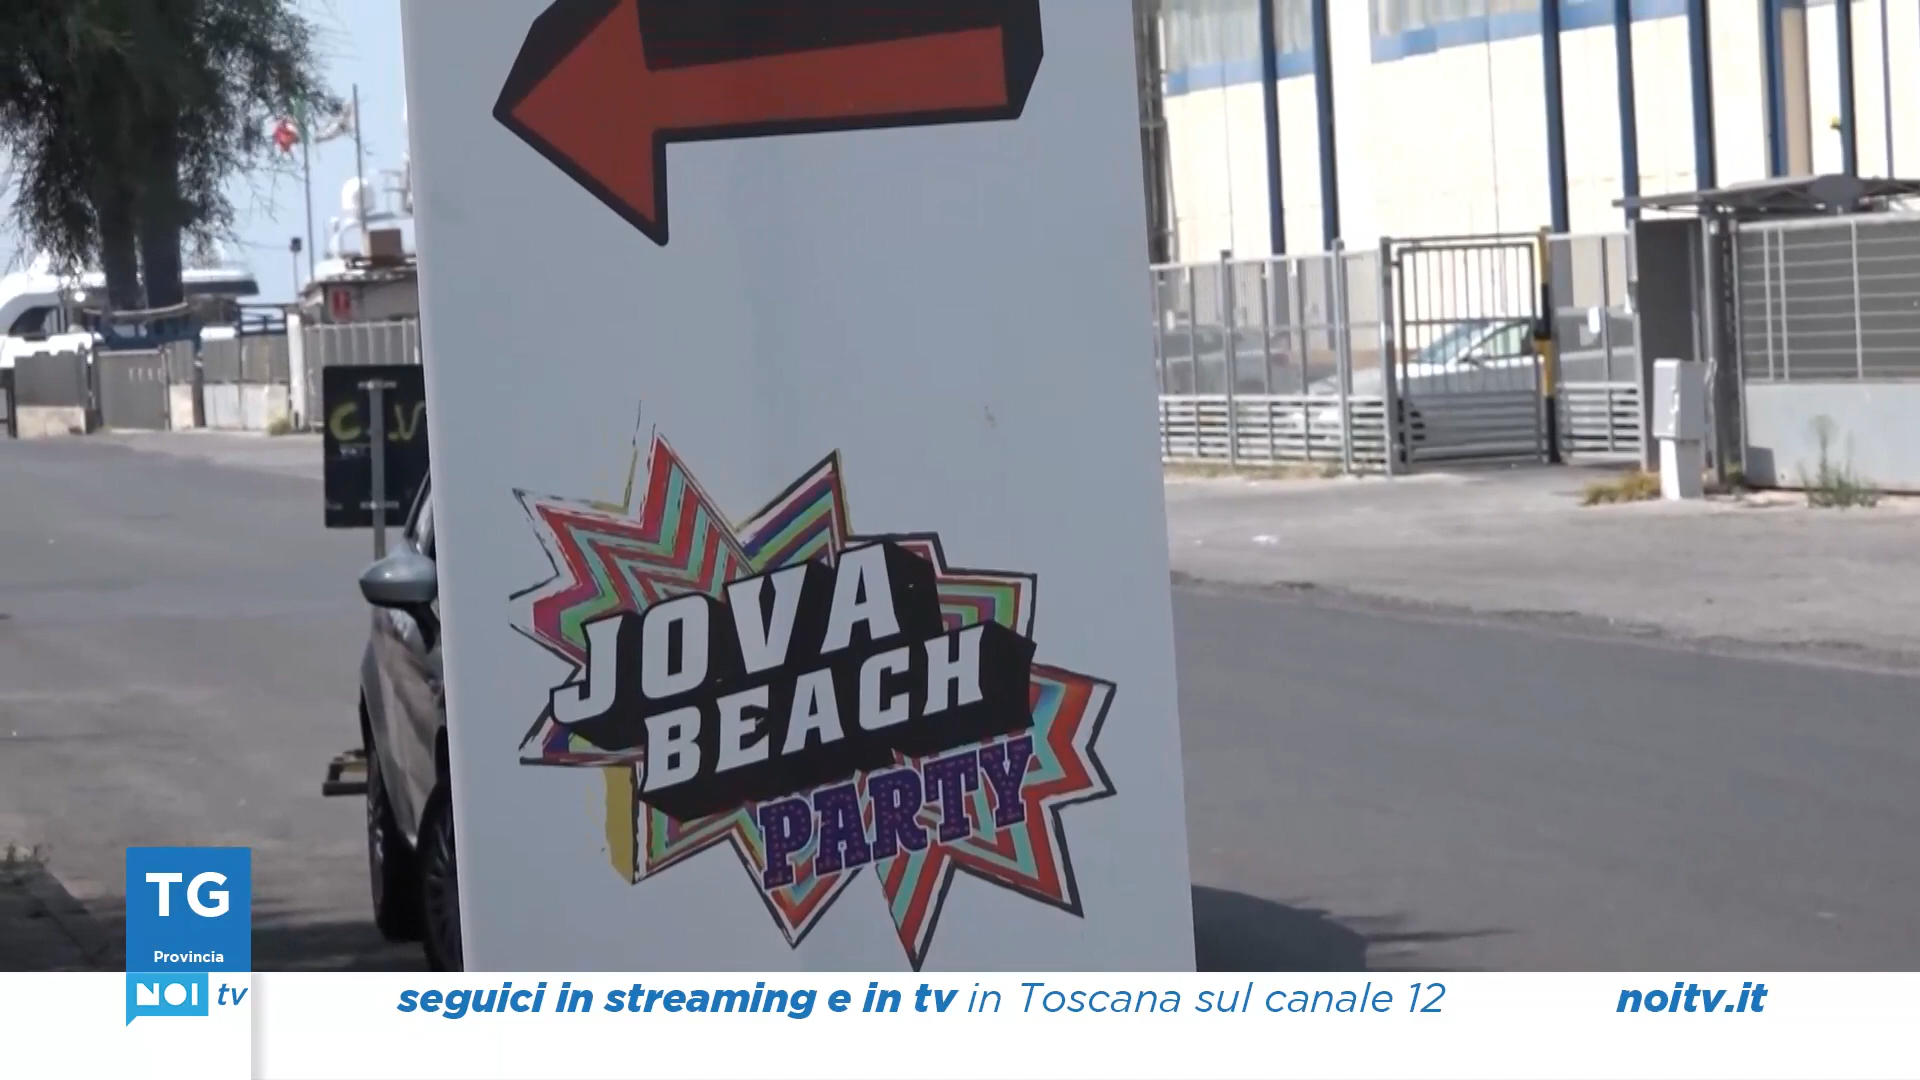 JOVA
BEACH
PARTY
TG
Provincia
NOI tv
seguici in streaming e in tv in Toscana sul canale 12
noitv.it